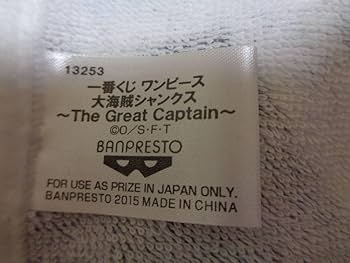 13253
一番くじ ワンピース
大海賊シャンクス
～The Great Captain～
©O/S・F・T
BANPRESTO
FOR USE AS PRIZE IN JAPAN ONLY.
BANPRESTO 2015 MADE IN CHINA